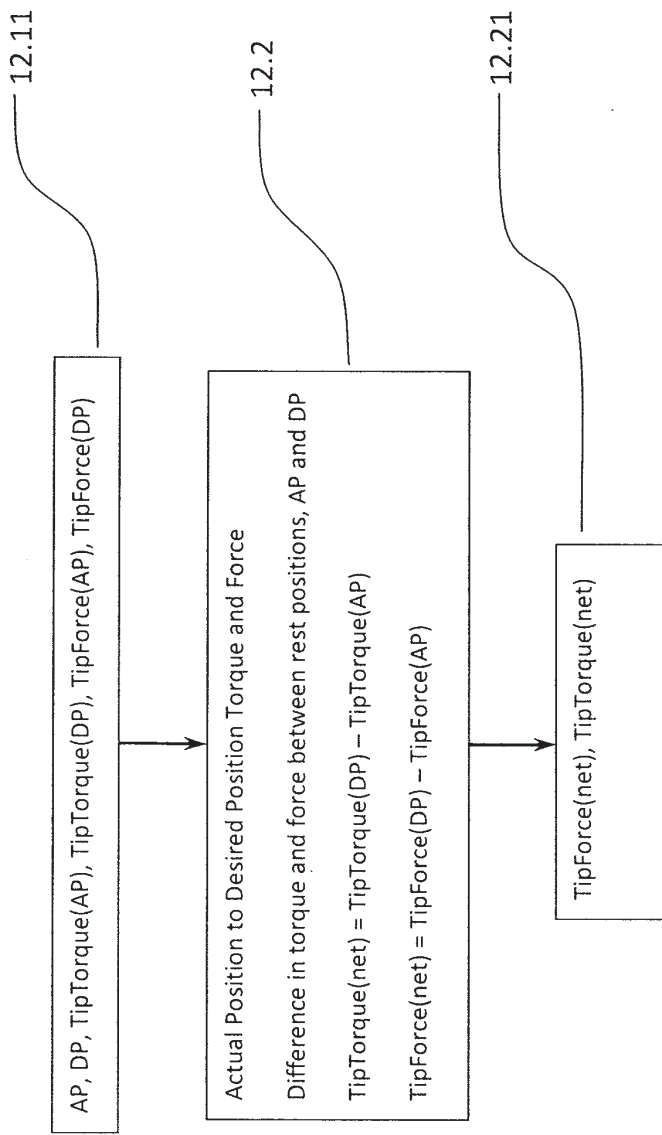 AP, DP, TipTorque(AP), TipTorque(DP), TipForce(AP), TipForce(DP)
12.11
Actual Position to Desired Position Torque and Force
Difference in torque and force between rest positions, AP and DP
TipTorque(net) = TipTorque(DP) – TipTorque(AP)
TipForce(net) = TipForce(DP) – TipForce(AP)
12.2
TipForce(net), TipTorque(net)
12.21